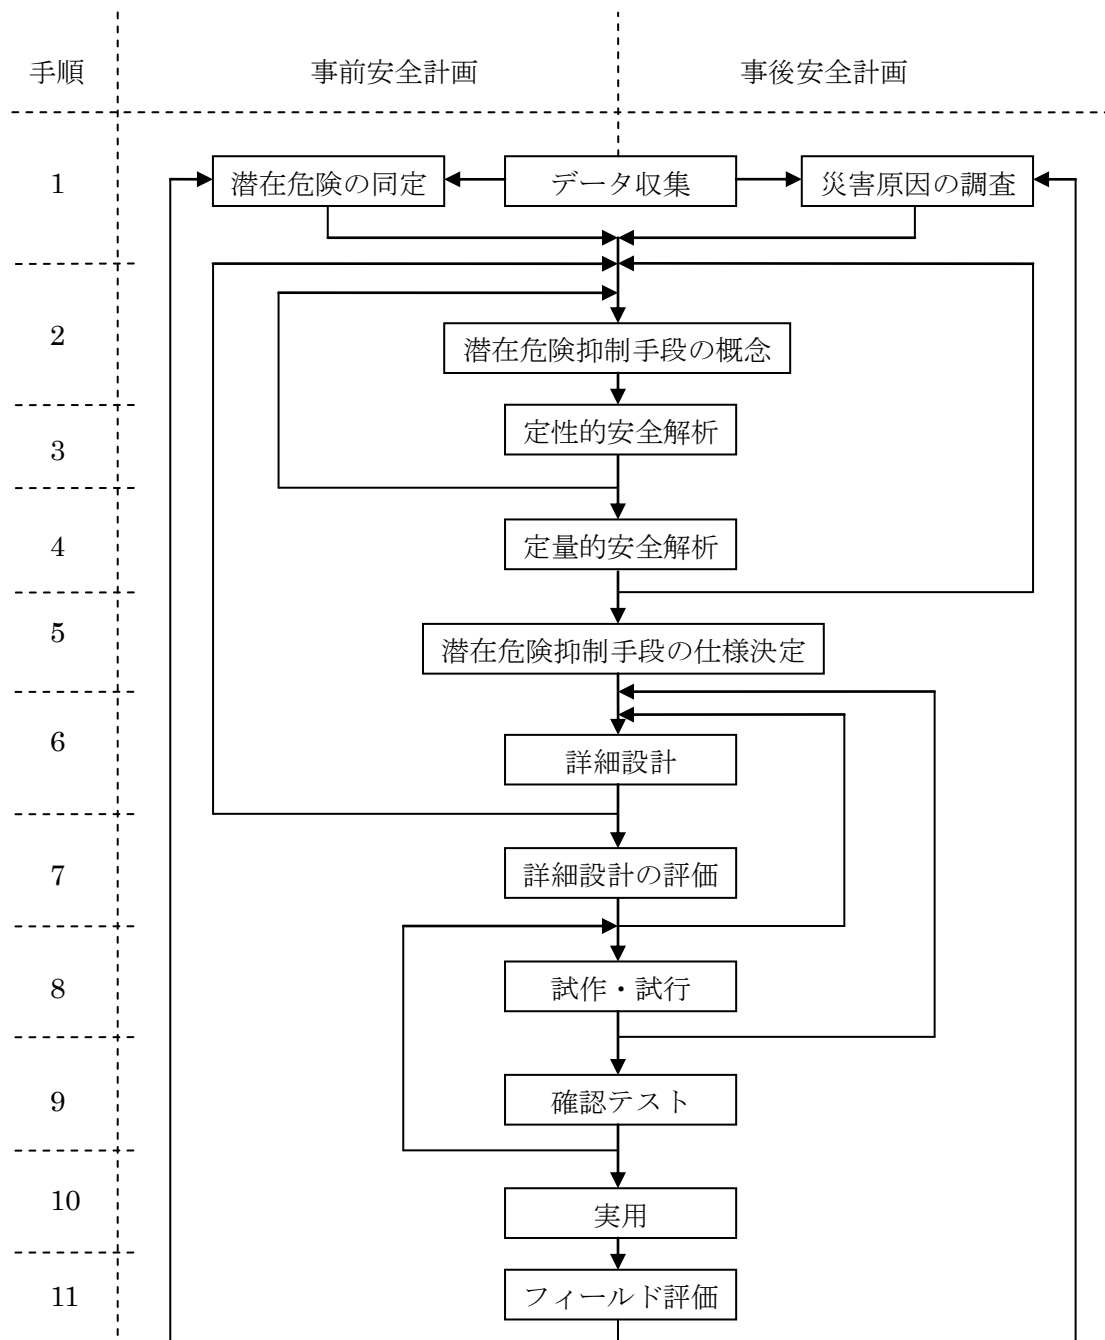 手順 事前安全計画 事後安全計画
1 潜在危険の同定 データ収集 災害原因の調査
2
潜在危険抑制手段の概念
3 定性的安全解析
4 定量的安全解析
5
潜在危険抑制手段の仕様決定
6
詳細設計
7 詳細設計の評価
8 試作・試行
9 確認テスト
10
実用
11 フィールド評価